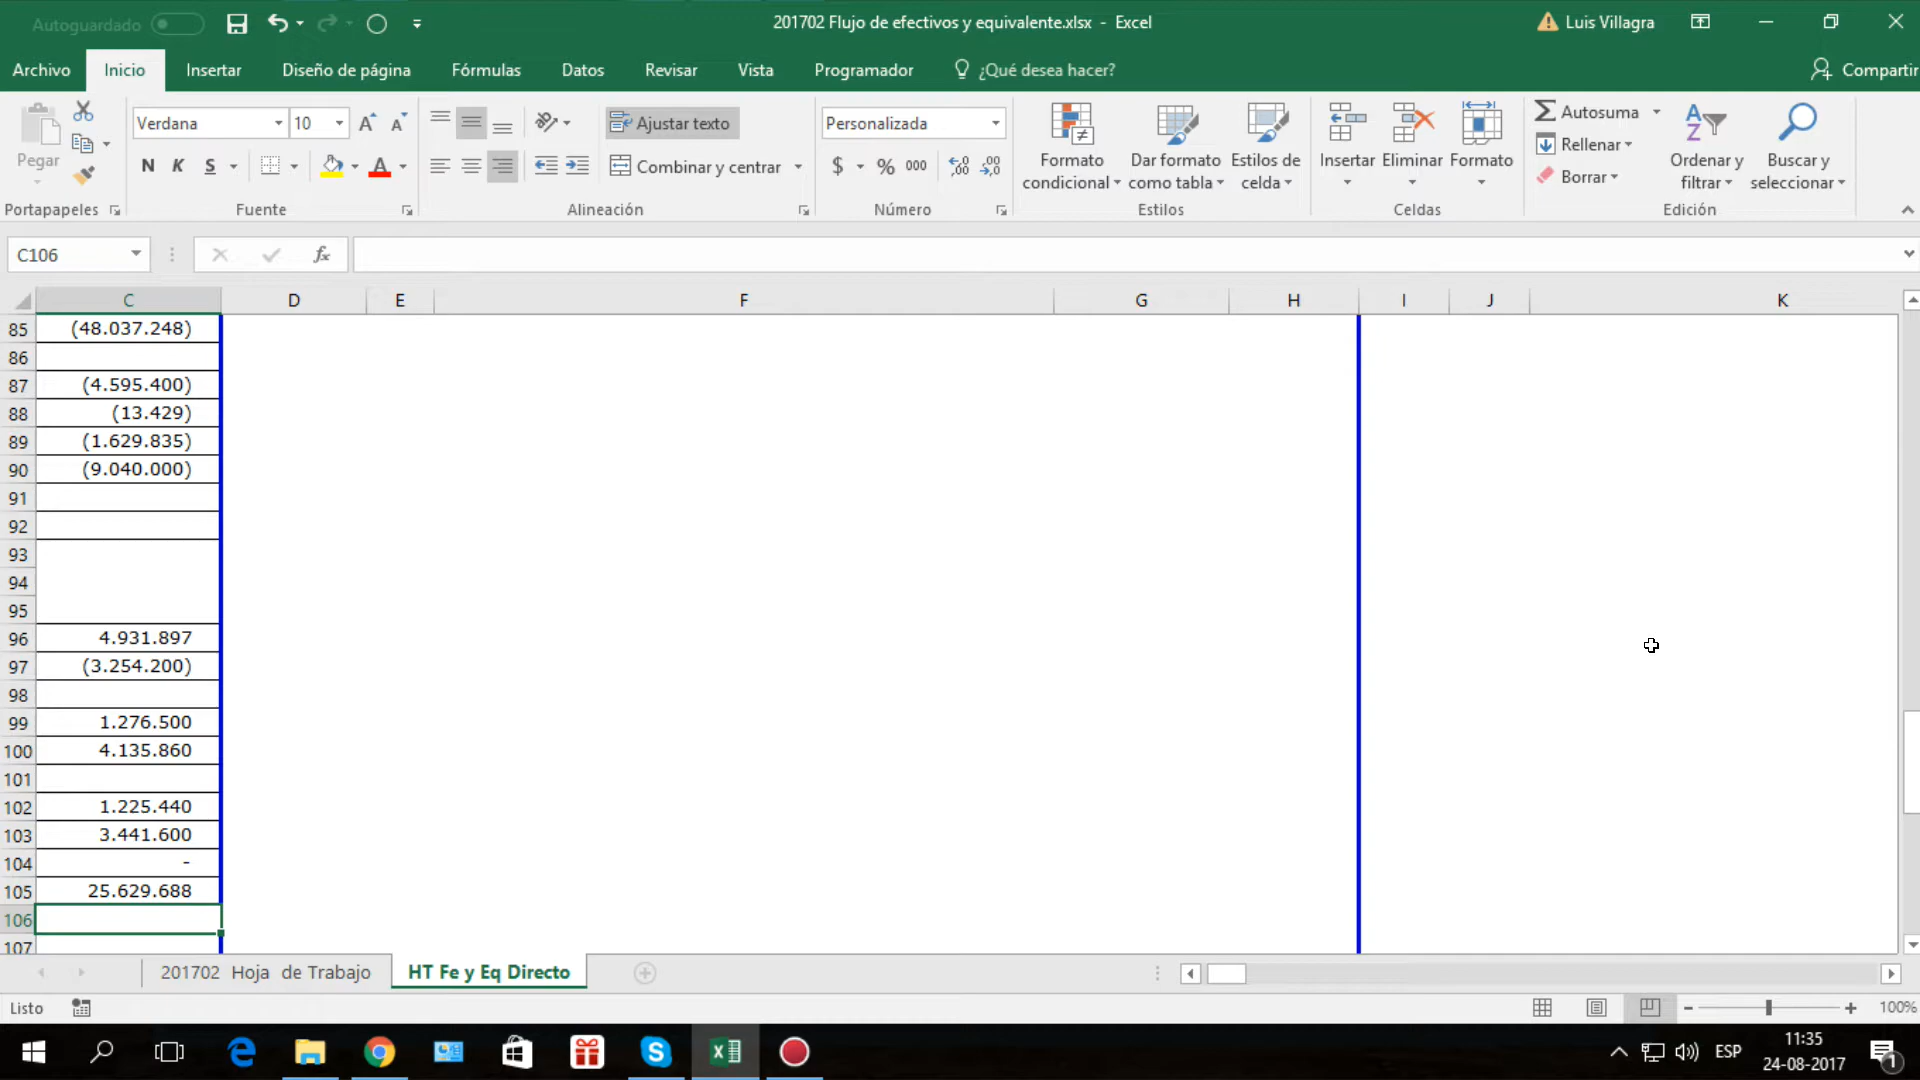 Autoguardado
201702 Flujo de efectivos y equivalente.xlsx - Excel
Luis Villagra
Archivo Inicio Insertar Diseño de página Fórmulas Datos Revisar Vista Programador ¿Qué desea hacer? Compartir
Verdana 10 Ajustar texto Personalizada Autosuma
Pegar N K S A Combinar y centrar $ % 000 Formato condicional Dar formato como tabla Estilos de celda Insertar Eliminar Formato Rellenar Ordenar y filtrar Buscar y seleccionar
Borrar
Portapapeles Fuente Alineación Número Estilos Celdas Edición
C106 fx
C D E F G H I J K
85 (48.037.248)
86
87 (4.595.400)
88 (13.429)
89 (1.629.835)
90 (9.040.000)
91
92
93
94
95
96 4.931.897
97 (3.254.200)
98
99 1.276.500
100 4.135.860
101
102 1.225.440
103 3.441.600
104 -
105 25.629.688
106
107
201702 Hoja de Trabajo HT Fe y Eq Directo
Listo 100%
11:35
ESP
24-08-2017
1